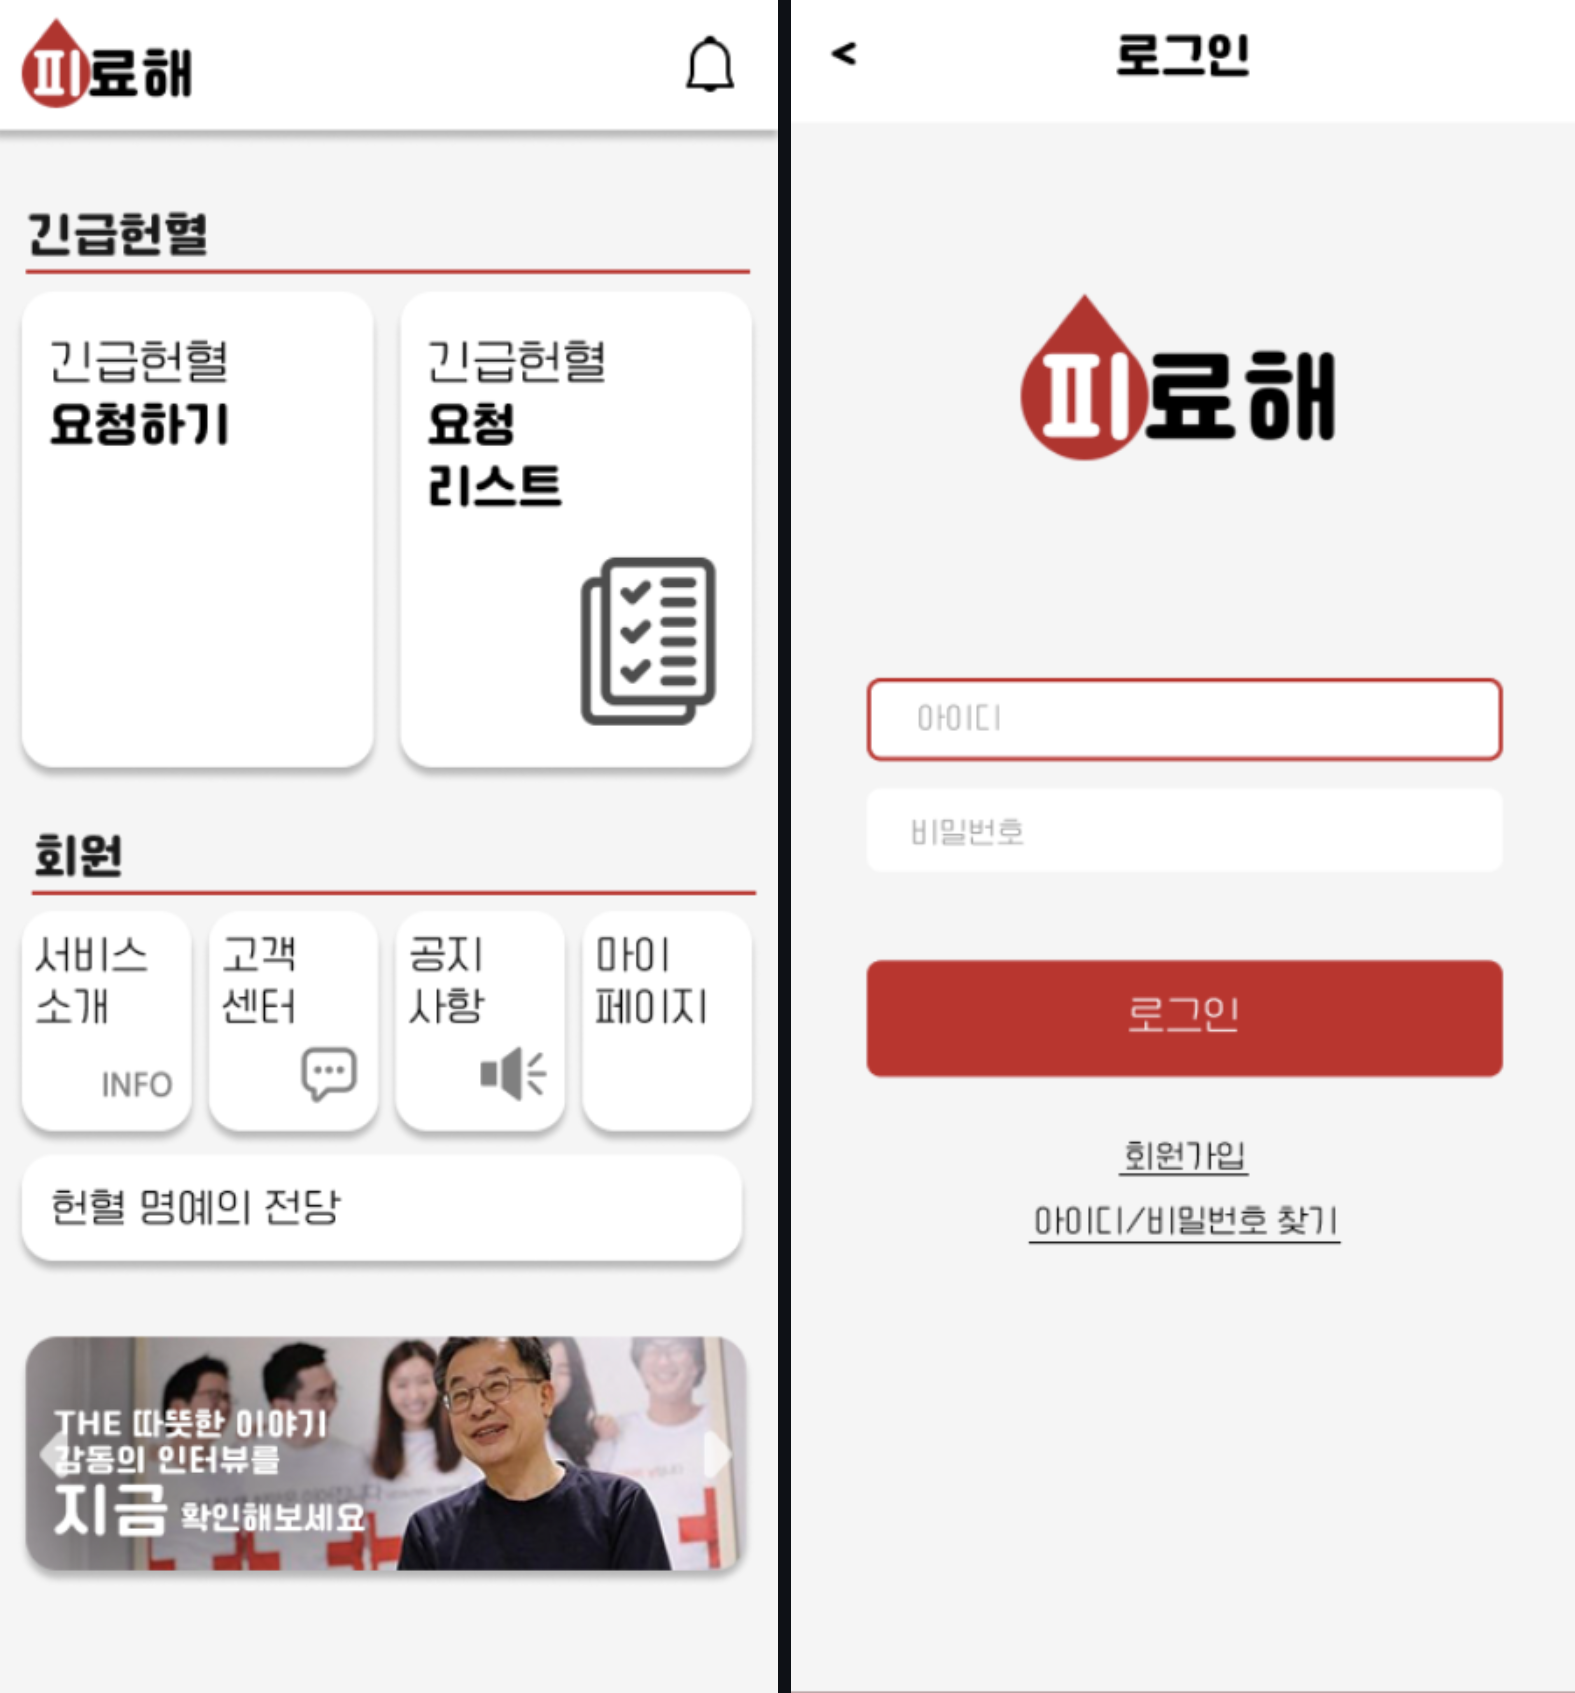 피료해
긴급헌혈
긴급헌혈
요청하기
긴급헌혈
요청
리스트
회원
서비스
소개
INFO
고객
센터
공지
사항
마이
페이지
헌혈 명예의 전당
THE 따뜻한 이야기
감동의 인터뷰를
지금 확인해보세요
<
로그인
피료해
아이디
비밀번호
로그인
회원가입
아이디/비밀번호 찾기